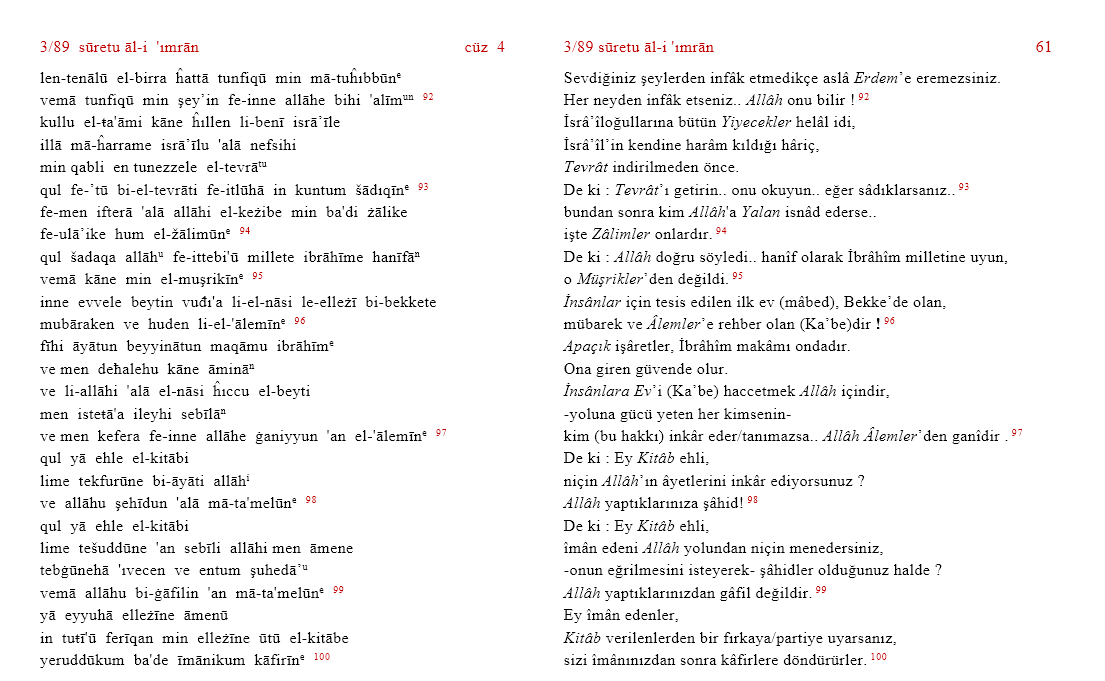 3/89 sūretu āl-i 'ımrān cüz 4
len-tenālū el-birra ĥattā tunfiqū min mā-tuĥıbbūnᵉ
vemā tunfiqū min şey’in fe-inne allāhe bihi 'alīmᵘⁿ 92
kullu el-ta'āmi kāne ĥıllen li-benī isrā’īle
illā mā-ĥarrame isrā’īlu 'alā nefsihi
min qabli en tunezzele el-tevrāᵗᵘ
qul fe-’tū bi-el-tevrāti fe-itlūhā in kuntum šādıqīnᵉ 93
fe-men ifterā 'alā allāhi el-keżibe min ba'di żālike
fe-ulā’ike hum el-žālimūnᵉ 94
qul šadaqa allāhᵘ fe-ittebi'ū millete ibrāhīme hanīfāⁿ
vemā kāne min el-muşrikīnᵉ 95
inne evvele beytin vuđı'a li-el-nāsi le-elleżī bi-bekkete
mubāraken ve huden li-el-'ālemīnᵉ 96
fīhi āyātun beyyinātun maqāmu ibrāhīmᵉ
ve men deħalehu kāne āmināⁿ
ve li-allāhi 'alā el-nāsi ĥıccu el-beyti
men isteŧā'a ileyhi sebīlāⁿ
ve men kefera fe-inne allāhe ġaniyyun 'an el-'ālemīnᵉ 97
qul yā ehle el-kitābi
lime tekfurūne bi-āyāti allāhⁱ
ve allāhu şehīdun 'alā mā-ta'melūnᵉ 98
qul yā ehle el-kitābi
lime tešuddūne 'an sebīli allāhi men āmene
tebġūnehā 'ıvecen ve entum şuhedā’ᵘ
vemā allāhu bi-ġāfilin 'an mā-ta'melūnᵉ 99
yā eyyuhā elleżīne āmenū
in tuŧī'ū ferīqan min elleżīne ūtū el-kitābe
yeruddūkum ba'de īmānikum kāfirīnᵉ 100
3/89 sūretu āl-i 'ımrān 61
Sevdiğiniz şeylerden infâk etmedikçe aslâ Erdem’e eremezsiniz.
Her neyden infâk etseniz.. Allâh onu bilir ! 92
İsrâ’îloğullarına bütün Yiyecekler helâl idi,
İsrâ’îl’in kendine harâm kıldığı hâriç,
Tevrât indirilmeden önce.
De ki : Tevrât’ı getirin.. onu okuyun.. eğer sâdıklarsanız.. 93
bundan sonra kim Allâh'a Yalan isnâd ederse..
işte Zâlimler onlardır. 94
De ki : Allâh doğru söyledi.. hanîf olarak İbrâhîm milletine uyun,
o Müşrikler’den değildi. 95
İnsânlar için tesis edilen ilk ev (mâbed), Bekke’de olan,
mübarek ve Âlemler’e rehber olan (Ka’be)dir ! 96
Apaçık işâretler, İbrâhîm makâmı ondadır.
Ona giren güvende olur.
İnsânlara Ev’i (Ka’be) haccetmek Allâh içindir,
-yoluna gücü yeten her kimsenin-
kim (bu hakkı) inkâr eder/tanımazsa.. Allâh Âlemler’den ganîdir . 97
De ki : Ey Kitâb ehli,
niçin Allâh’ın âyetlerini inkâr ediyorsunuz ?
Allâh yaptıklarınıza şâhid! 98
De ki : Ey Kitâb ehli,
îmân edeni Allâh yolundan niçin menedersiniz,
-onun eğrilmesini isteyerek- şâhidler olduğunuz halde ?
Allâh yaptıklarınızdan gâfil değildir. 99
Ey îmân edenler,
Kitâb verilenlerden bir fırkaya/partiye uyarsanız,
sizi îmânınızdan sonra kâfirlere döndürürler. 100